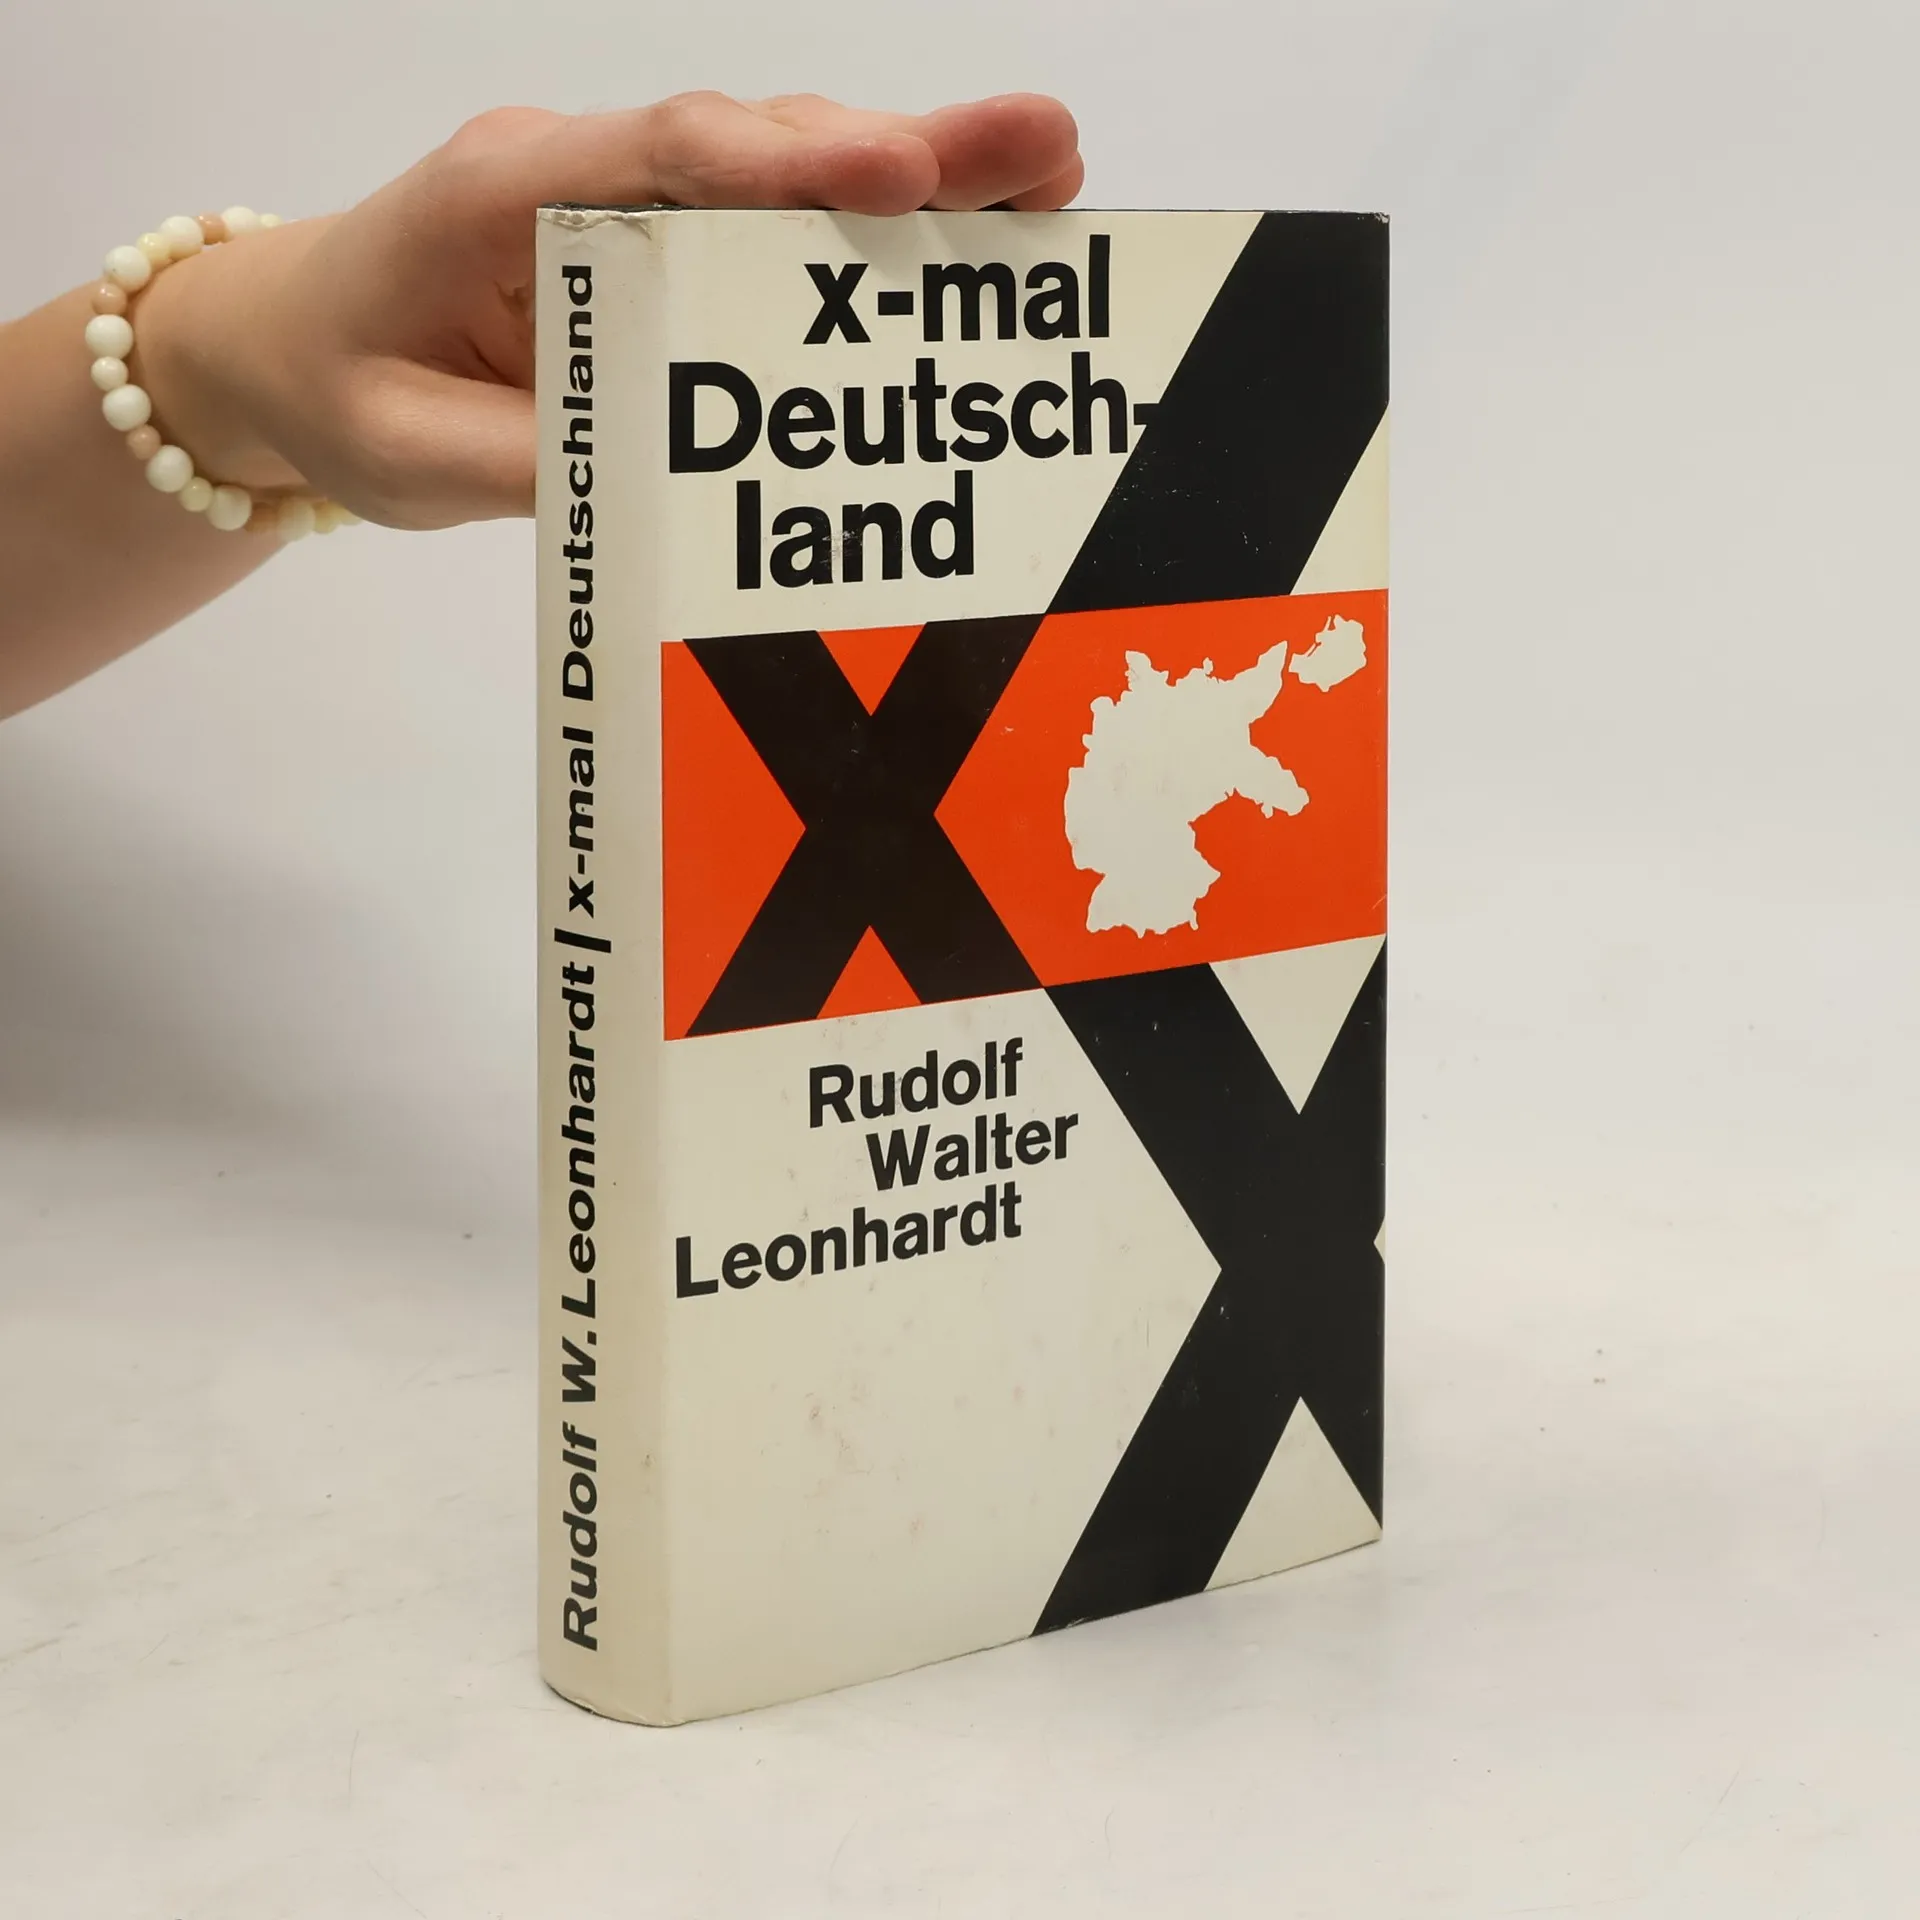 Rudolf W. Leonhardt | x-mal Deutschland
x-mal
Deutsch-
land
Rudolf
Walter
Leonhardt